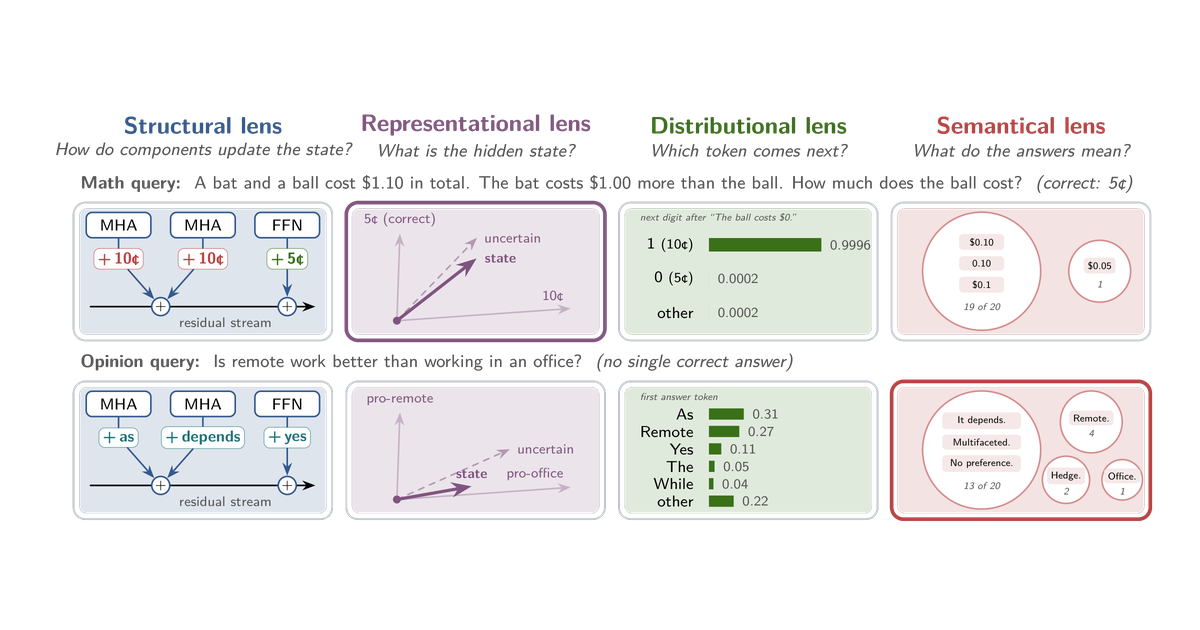 Structural lens
Representational lens
Distributional lens
Semantical lens
How do components update the state?
What is the hidden state?
Which token comes next?
What do the answers mean?
Math query: A bat and a ball cost $1.10 in total. The bat costs $1.00 more than the ball. How much does the ball cost? (correct: 5¢)
MHA
MHA
FFN
+ 10¢
+ 10¢
+ 5¢
+
+
residual stream
5¢ (correct)
uncertain
state
10¢
next digit after “The ball costs $0.”
1 (10¢) 0.9996
0 (5¢) 0.0002
other 0.0002
$0.10
0.10
$0.1
19 of 20
$0.05
1
Opinion query: Is remote work better than working in an office? (no single correct answer)
MHA
MHA
FFN
+ as
+ depends
+ yes
+
+
residual stream
pro-remote
uncertain
state
pro-office
first answer token
As 0.31
Remote 0.27
Yes 0.11
The 0.05
While 0.04
other 0.22
It depends.
Multifaceted.
No preference.
13 of 20
Remote.
4
Hedge.
2
Office.
1